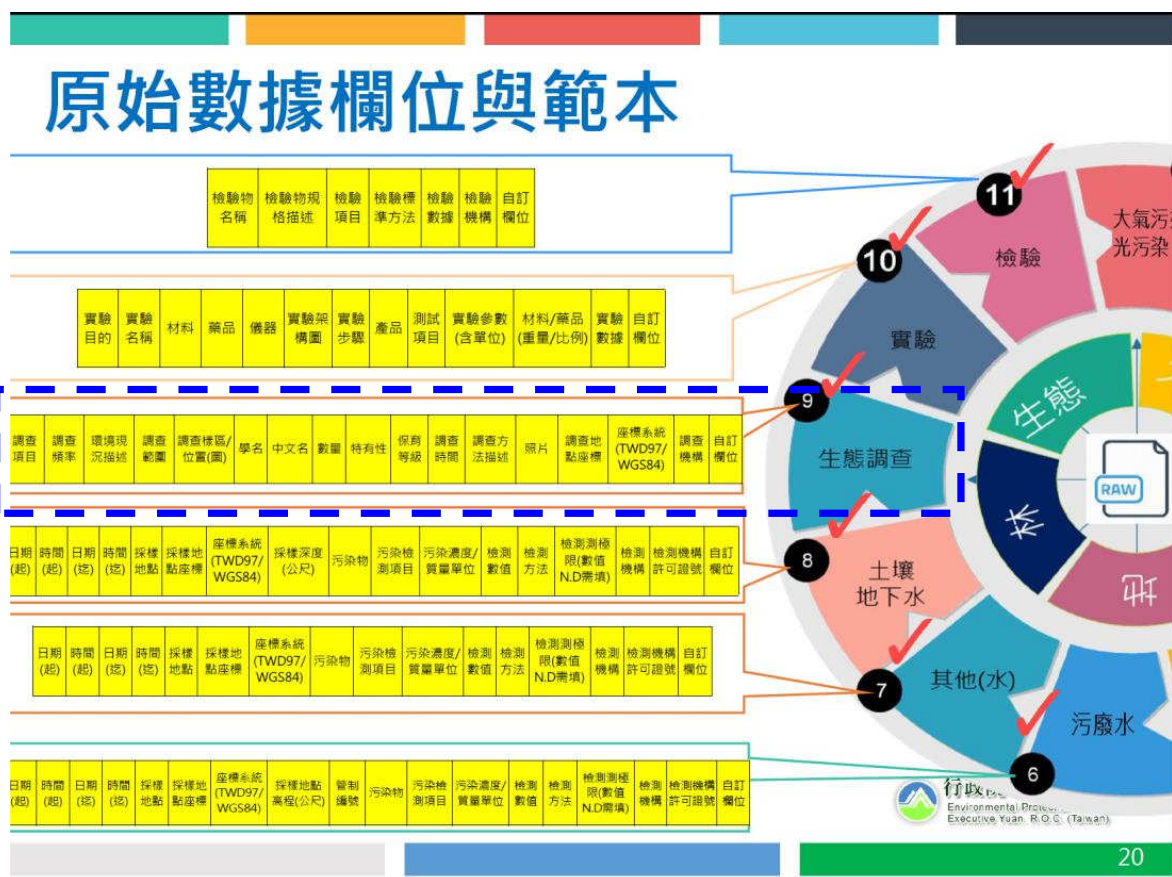 原始數據欄位與範本
檢驗物名稱 檢驗物規格描述 檢驗項目 檢驗標準方法 檢驗數據 檢驗機構 自訂欄位
11
檢驗
大氣污
光污染
實驗目的 實驗名稱 材料 藥品 儀器 實驗架構圖 實驗步驟 產品 測試項目 實驗參數(含單位) 材料/藥品(重量/比例) 實驗數據 自訂欄位
10
實驗
調查項目 調查頻率 環境現況描述 調查範圍 調查樣區/位置(圖) 學名 中文名 數量 特有性 保育等級 調查時間 調查方法描述 照片 調查地點座標 座標系統(TWD97/WGS84) 調查機構 自訂欄位
9
生態調查
生態
RAW
林
地
日期(起) 時間(起) 日期(迄) 時間(迄) 採樣地點 採樣地點座標 座標系統(TWD97/WGS84) 採樣深度(公尺) 污染物 污染檢測項目 污染濃度/質量單位 檢測數值 檢測方法 檢測測極限(數值N.D需填) 檢測機構 檢測機構許可證號 自訂欄位
8
土壤
地下水
日期(起) 時間(起) 日期(迄) 時間(迄) 採樣地點 採樣地點座標 座標系統(TWD97/WGS84) 污染物 污染檢測項目 污染濃度/質量單位 檢測數值 檢測方法 檢測測極限(數值N.D需填) 檢測機構 檢測機構許可證號 自訂欄位
7
其他(水)
日期(起) 時間(起) 日期(迄) 時間(迄) 採樣地點 採樣地點座標 座標系統(TWD97/WGS84) 採樣地點高程(公尺) 管制編號 污染物 污染檢測項目 污染濃度/質量單位 檢測數值 檢測方法 檢測測極限(數值N.D需填) 檢測機構 檢測機構許可證號 自訂欄位
6
污廢水
行政
Environmental
Executive Yuan, R.O.C. (Taiwan)
20